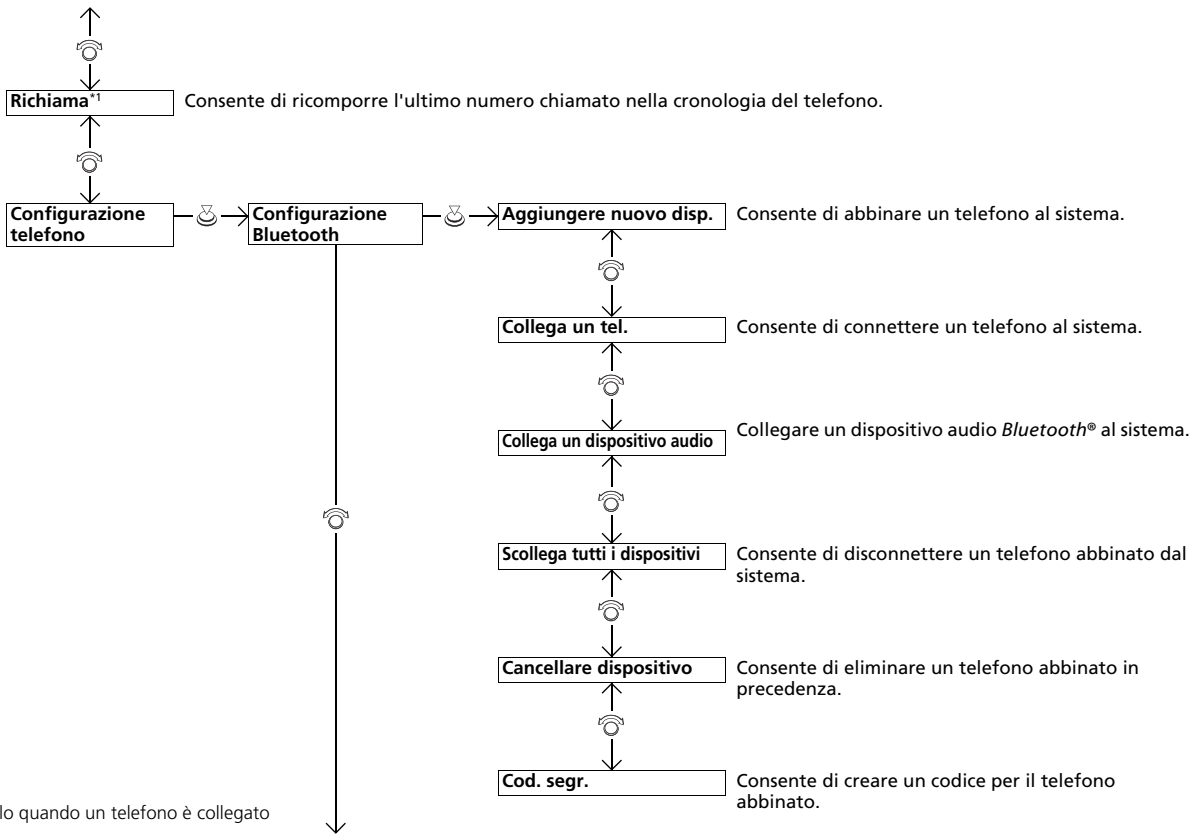 Richiama*1 Consente di ricomporre l'ultimo numero chiamato nella cronologia del telefono.
Configurazione telefono
Configurazione Bluetooth
Aggiungere nuovo disp. Consente di abbinare un telefono al sistema.
Collega un tel. Consente di connettere un telefono al sistema.
Collega un dispositivo audio Collegare un dispositivo audio Bluetooth® al sistema.
Scollega tutti i dispositivi Consente di disconnettere un telefono abbinato dal
sistema.
Cancellare dispositivo Consente di eliminare un telefono abbinato in
precedenza.
Cod. segr. Consente di creare un codice per il telefono
abbinato.
quando un telefono è collegato